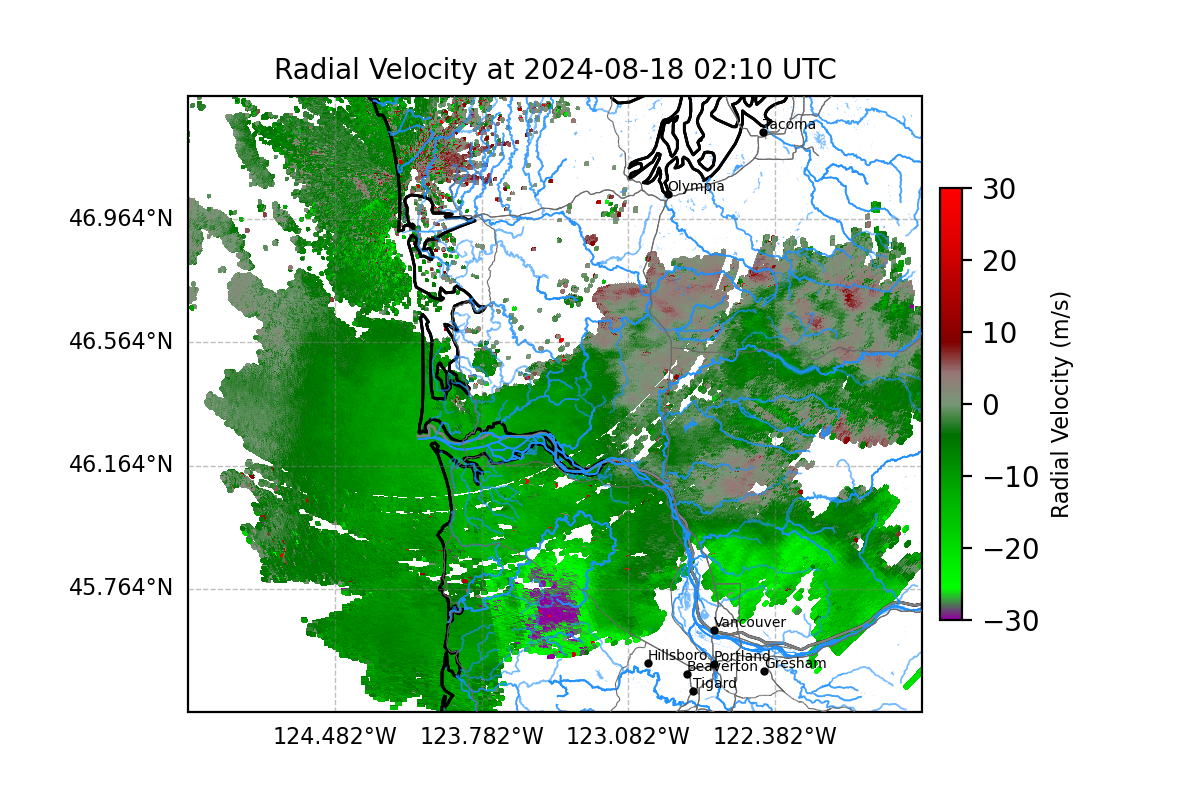 Radial Velocity at 2024-08-18 02:10 UTC
Tacoma
Olympia
46.964°N
46.564°N
46.164°N
45.764°N
Vancouver
Hillsboro
Portland
Beaverton
Gresham
Tigard
124.482°W
123.782°W
123.082°W
122.382°W
30
20
10
0
−10
−20
−30
Radial Velocity (m/s)